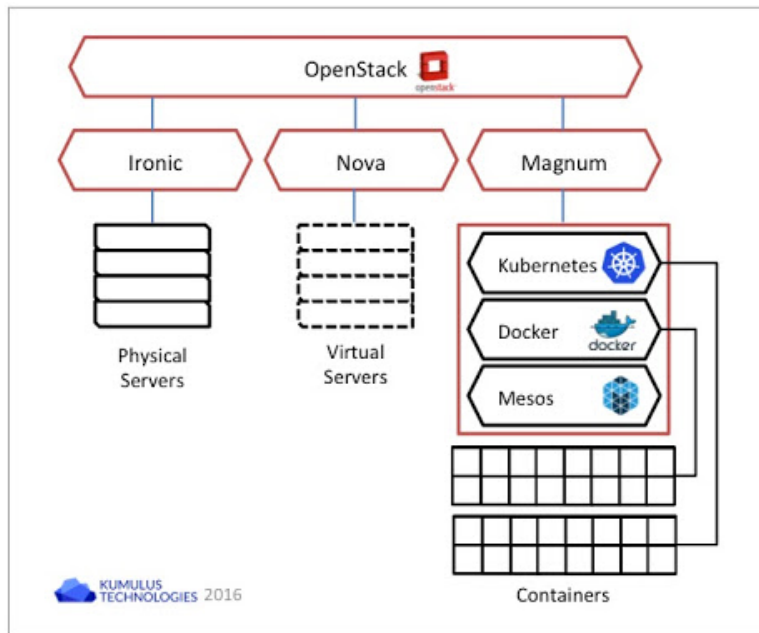 OpenStack
openstack
Ironic
Nova
Magnum
Kubernetes
Docker
docker
Mesos
Physical
Servers
Virtual
Servers
Containers
KUMULUS
TECHNOLOGIES 2016